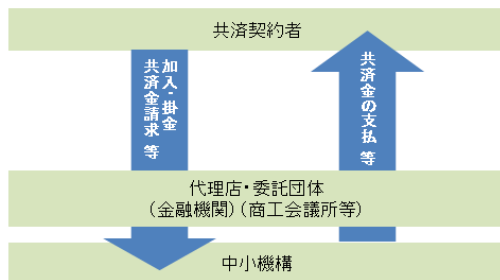 共済契約者
加入・掛金
共済金請求 等
共済金の支払 等
代理店・委託団体
（金融機関）（商工会議所等）
中小機構